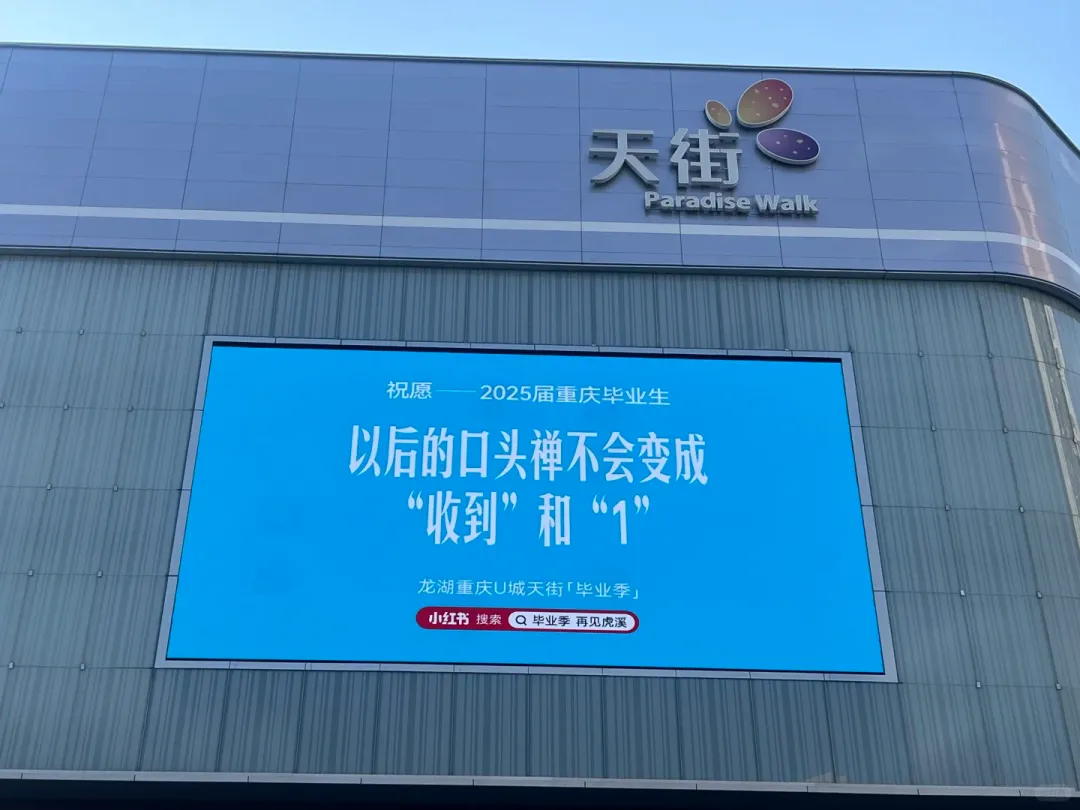 天街
Paradise Walk
祝愿——2025届重庆毕业生
以后的口头禅不会变成
“收到”和“1”
龙湖重庆U城天街「毕业季」
小红书 搜索 毕业季 再见虎溪